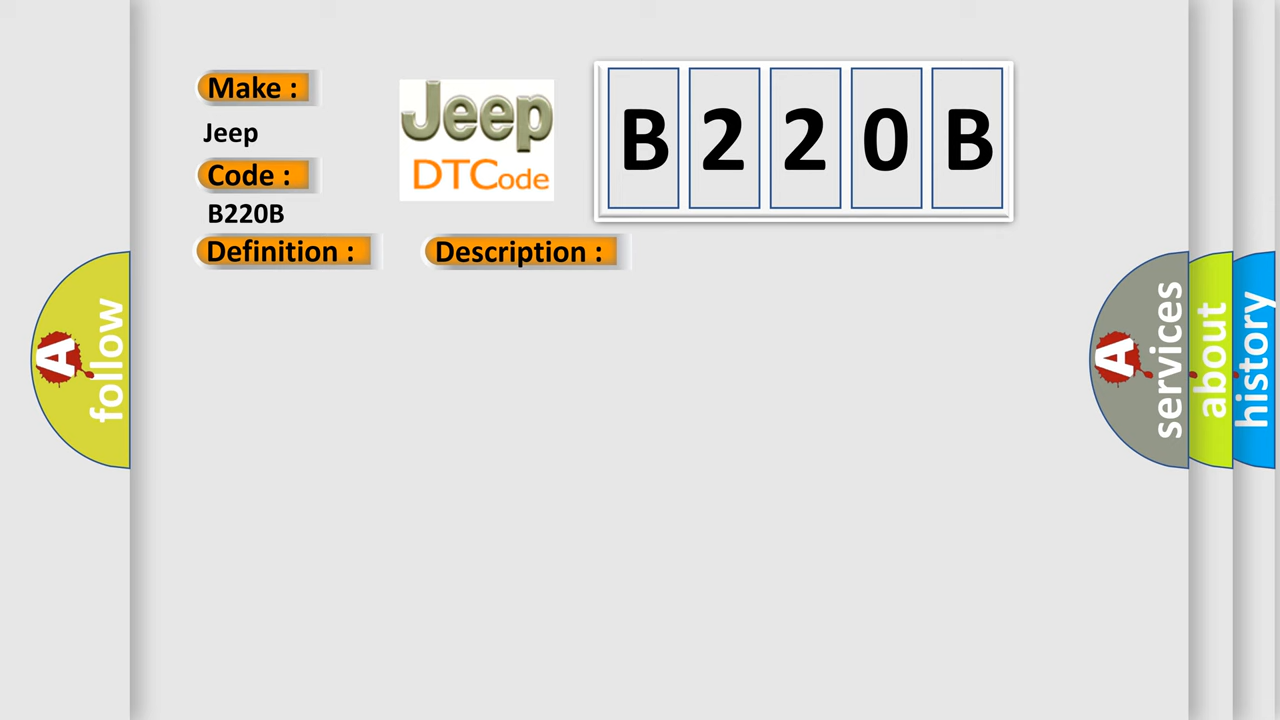 Make :
Jeep
Code :
B220B
Definition :
Description :
Jeep
DTCode
B 2 2 0 B
A follow
A services
about
history